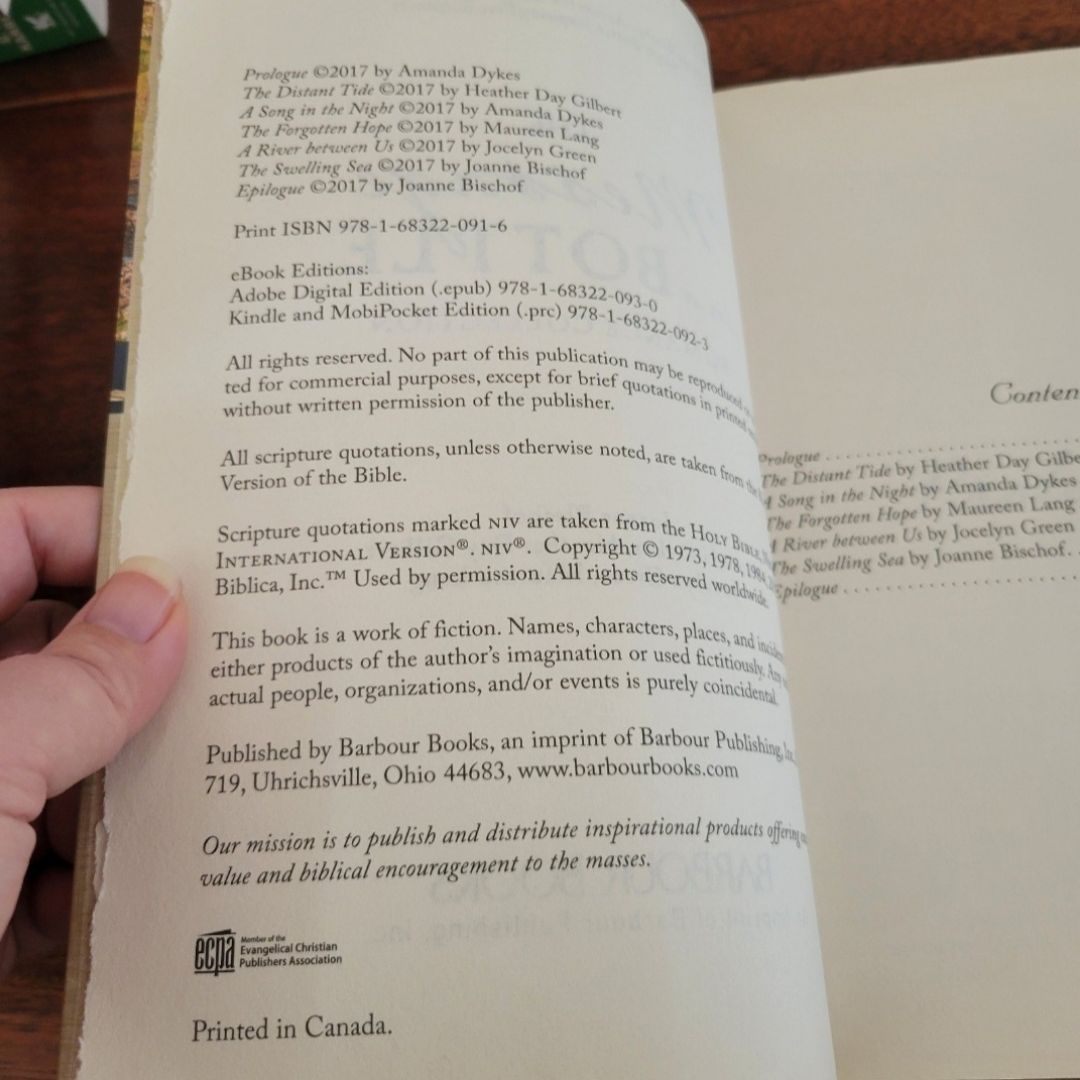 Prologue ©2017 by Amanda Dykes
The Distant Tide ©2017 by Heather Day Gilbert
A Song in the Night ©2017 by Amanda Dykes
The Forgotten Hope ©2017 by Maureen Lang
A River between Us ©2017 by Jocelyn Green
The Swelling Sea ©2017 by Joanne Bischof
Epilogue ©2017 by Joanne Bischof
Print ISBN 978-1-68322-091-6
eBook Editions:
Adobe Digital Edition (.epub) 978-1-68322-093-0
Kindle and MobiPocket Edition (.prc) 978-1-68322-092-3
All rights reserved. No part of this publication may be reproduced
ted for commercial purposes, except for brief quotations in printed
without written permission of the publisher.
All scripture quotations, unless otherwise noted, are taken from the
Version of the Bible.
Scripture quotations marked NIV are taken from the HOLY BIBLE,
INTERNATIONAL VERSION®. NIV®. Copyright © 1973, 1978, 1984
Biblica, Inc.™ Used by permission. All rights reserved worldwide.
This book is a work of fiction. Names, characters, places, and
either products of the author's imagination or used fictitiously.
actual people, organizations, and/or events is purely coincidental.
Published by Barbour Books, an imprint of Barbour Publishing, Inc.
719, Uhrichsville, Ohio 44683, www.barbourbooks.com
Our mission is to publish and distribute inspirational products offering
value and biblical encouragement to the masses.
ecpa
Member of the
Evangelical Christian
Publishers Association
Printed in Canada.
Conten
Prologue . . . . . . . . . . . . . . . . . . . .
The Distant Tide by Heather Day Gilbe
A Song in the Night by Amanda Dykes
The Forgotten Hope by Maureen Lang
A River between Us by Jocelyn Green
The Swelling Sea by Joanne Bischof. .
Epilogue . . . . . . . . . . . . . . . . . . . .